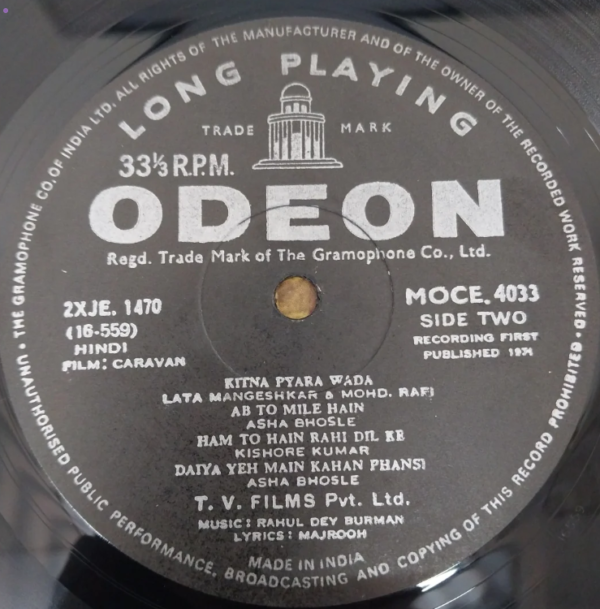 THE GRAMOPHONE CO. OF INDIA LTD. ALL RIGHTS OF THE MANUFACTURER AND OF THE OWNER OF THE RECORDED WORK RESERVED • UNAUTHORISED PUBLIC PERFORMANCE, BROADCASTING AND COPYING OF THIS RECORD PROHIBITED •
LONG PLAYING
TRADE MARK
33⅓ R.P.M.
ODEON
Regd. Trade Mark of The Gramophone Co., Ltd.
2XJE. 1470
(16-559)
HINDI
FILM: CARAVAN
MOCE. 4033
SIDE TWO
RECORDING FIRST
PUBLISHED 1971
KITNA PYARA WADA
LATA MANGESHKAR & MOHD. RAFI
AB TO MILE HAIN
ASHA BHOSLE
HAM TO HAIN RAHI DIL KE
KISHORE KUMAR
DAIYA YEH MAIN KAHAN PHANSI
ASHA BHOSLE
T. V. FILMS Pvt. Ltd.
MUSIC: RAHUL DEV BURMAN
LYRICS: MAJROOH
MADE IN INDIA